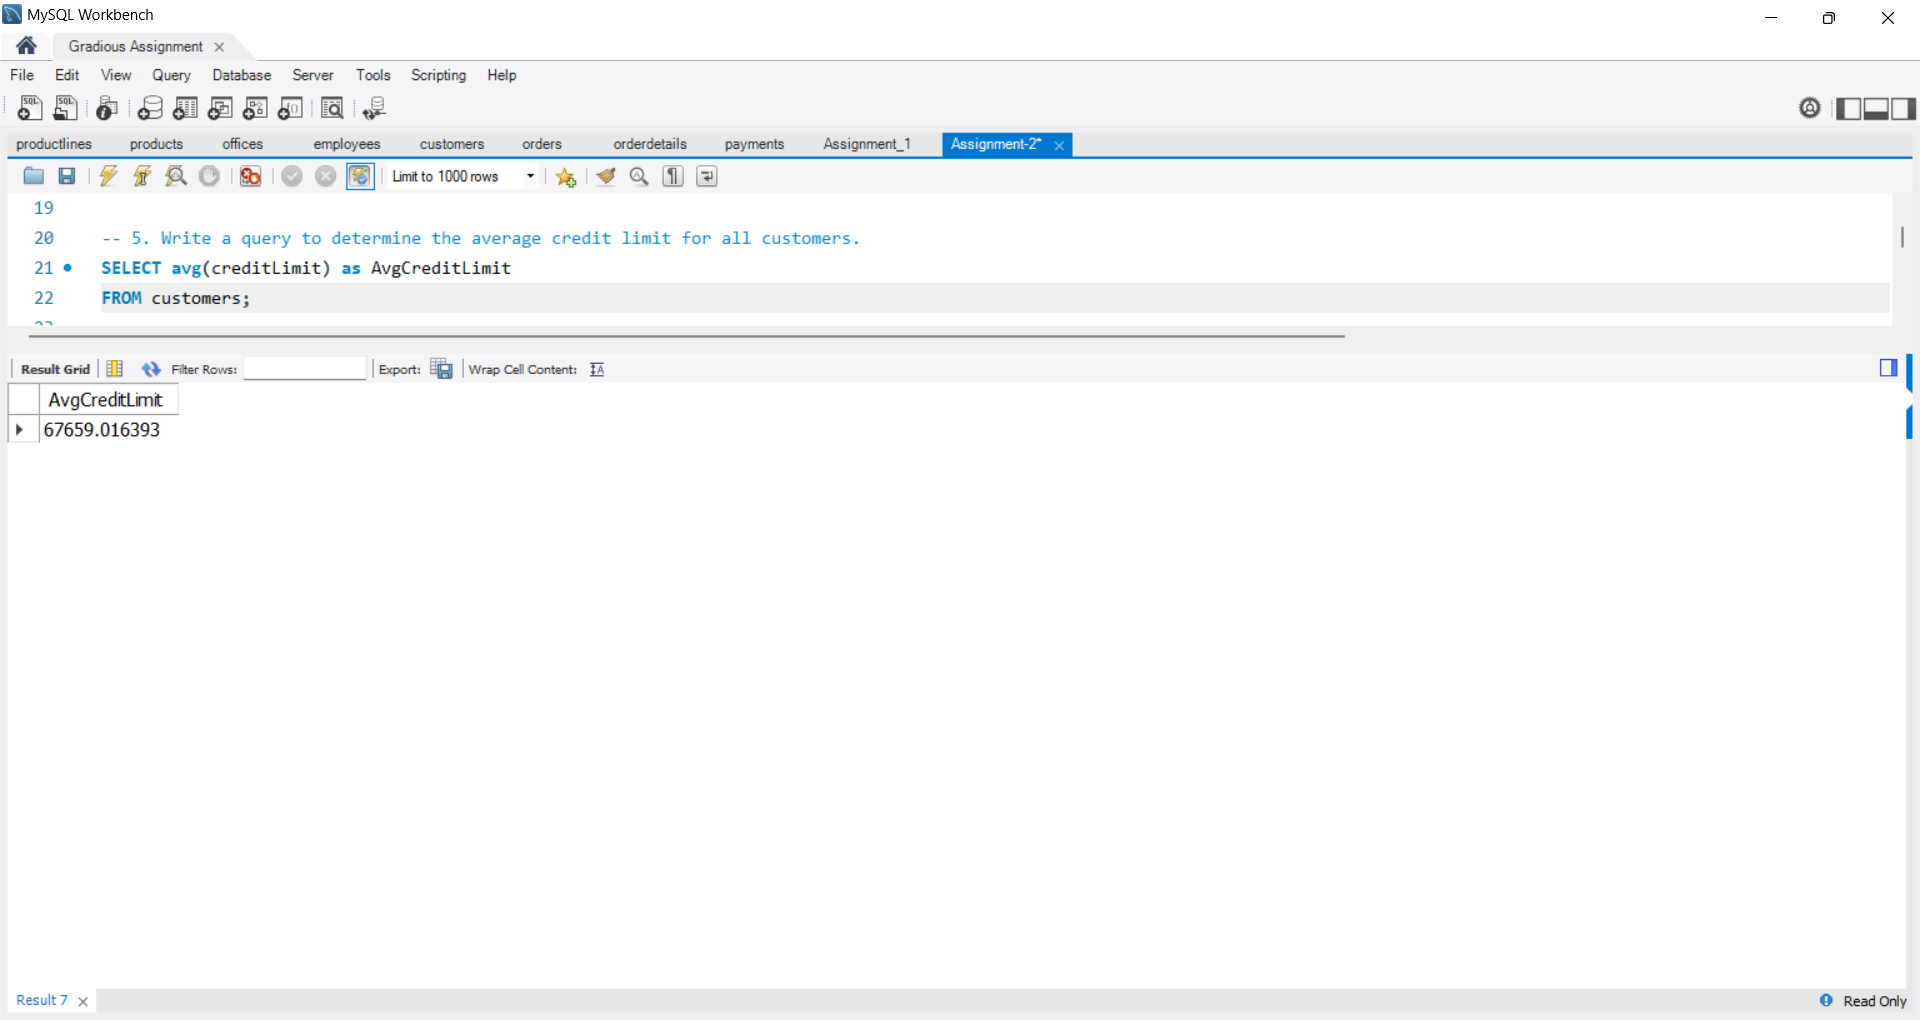 MySQL Workbench
Gradious Assignment
File Edit View Query Database Server Tools Scripting Help
productlines products offices employees customers orders orderdetails payments Assignment_1 Assignment-2*
Limit to 1000 rows
19
20 -- 5. Write a query to determine the average credit limit for all customers.
21 SELECT avg(creditLimit) as AvgCreditLimit
22 FROM customers;
Result Grid Filter Rows: Export: Wrap Cell Content:
AvgCreditLimit
67659.016393
Result 7 Read Only